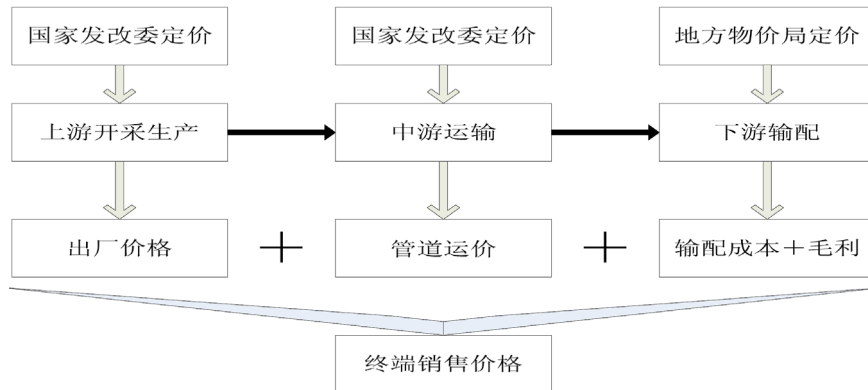 国家发改委定价
国家发改委定价
地方物价局定价
上游开采生产
中游运输
下游输配
出厂价格
+
管道运价
+
输配成本+毛利
终端销售价格